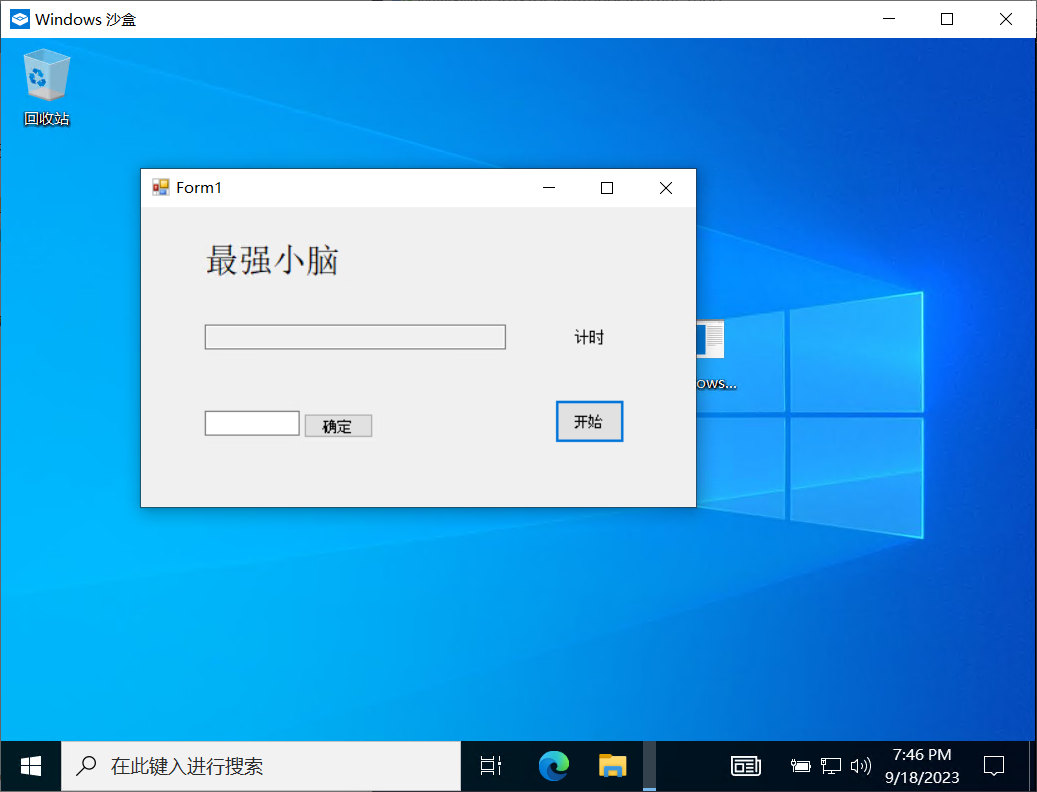 Windows 沙盒
回收站
Form1
最强小脑
计时
ows...
确定
开始
在此键入进行搜索
7:46 PM
9/18/2023